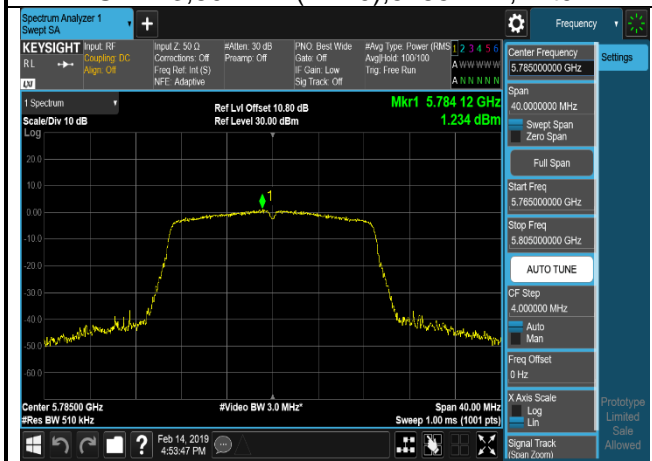 Spectrum Analyzer 1
Swept SA
+
Frequency
KEYSIGHT
RL
LXI
Input: RF
Coupling: DC
Align: Off
Input Z: 50 Ω
Corrections: Off
Freq Ref: Int (S)
NFE: Adaptive
#Atten: 30 dB
Preamp: Off
PNO: Best Wide
Gate: Off
IF Gain: Low
Sig Track: Off
#Avg Type: Power (RMS
Avg|Hold: 100/100
Trig: Free Run
1 2 3 4 5 6
A W W W W W
A N N N N N
Center Frequency
5.785000000 GHz
Settings
1 Spectrum
Scale/Div 10 dB
Log
Ref Lvl Offset 10.80 dB
Ref Level 30.00 dBm
Mkr1 5.784 12 GHz
1.234 dBm
Span
40.0000000 MHz
Swept Span
Zero Span
Full Span
Start Freq
5.765000000 GHz
Stop Freq
5.805000000 GHz
AUTO TUNE
CF Step
4.000000 MHz
Auto
Man
Freq Offset
0 Hz
X Axis Scale
Log
Lin
Signal Track
(Span Zoom)
20.0
10.0
1
0.00
-10.0
-20.0
-30.0
-40.0
-50.0
-60.0
Center 5.78500 GHz
#Res BW 510 kHz
#Video BW 3.0 MHz*
Span 40.00 MHz
Sweep 1.00 ms (1001 pts)
?
Feb 14, 2019
4:53:47 PM
Prototype
Limited
Sale
Allowed